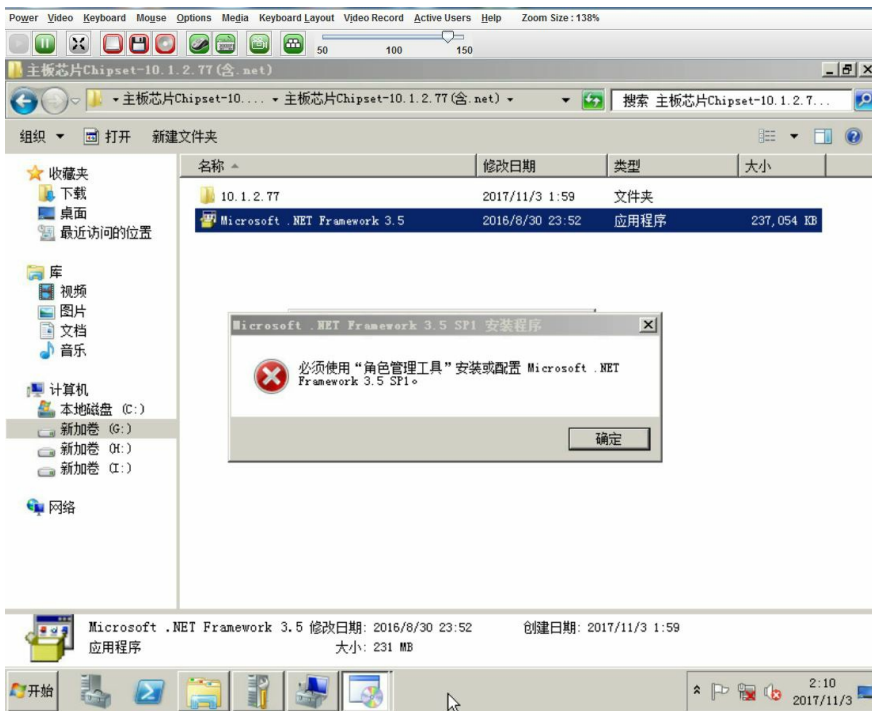 Power Video Keyboard Mouse Options Media Keyboard Layout Video Record Active Users Help Zoom Size : 138%
50 100 150
主板芯片Chipset-10.1.2.77(含.net)
主板芯片Chipset-10.... 主板芯片Chipset-10.1.2.77(含.net) 搜索 主板芯片Chipset-10.1.2.7...
组织 打开 新建文件夹
收藏夹
下载
桌面
最近访问的位置
库
视频
图片
文档
音乐
计算机
本地磁盘 (C:)
新加卷 (G:)
新加卷 (H:)
新加卷 (I:)
网络
名称 修改日期 类型 大小
10.1.2.77 2017/11/3 1:59 文件夹
Microsoft .NET Framework 3.5 2016/8/30 23:52 应用程序 237,054 KB
Microsoft .NET Framework 3.5 SP1 安装程序
必须使用“角色管理工具”安装或配置 Microsoft .NET
Framework 3.5 SP1。
确定
Microsoft .NET Framework 3.5 修改日期: 2016/8/30 23:52 创建日期: 2017/11/3 1:59
应用程序 大小: 231 MB
开始 2:10
2017/11/3